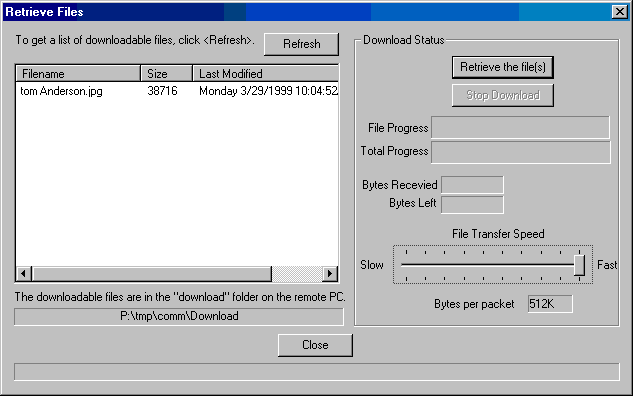 Retrieve Files
To get a list of downloadable files, click <Refresh>.
Refresh
Filename Size Last Modified
tom Anderson.jpg 38716 Monday 3/29/1999 10:04:52
The downloadable files are in the "download" folder on the remote PC.
P:\tmp\comm\Download
Download Status
Retrieve the file(s)
Stop Download
File Progress
Total Progress
Bytes Recevied
Bytes Left
File Transfer Speed
Slow Fast
Bytes per packet 512K
Close